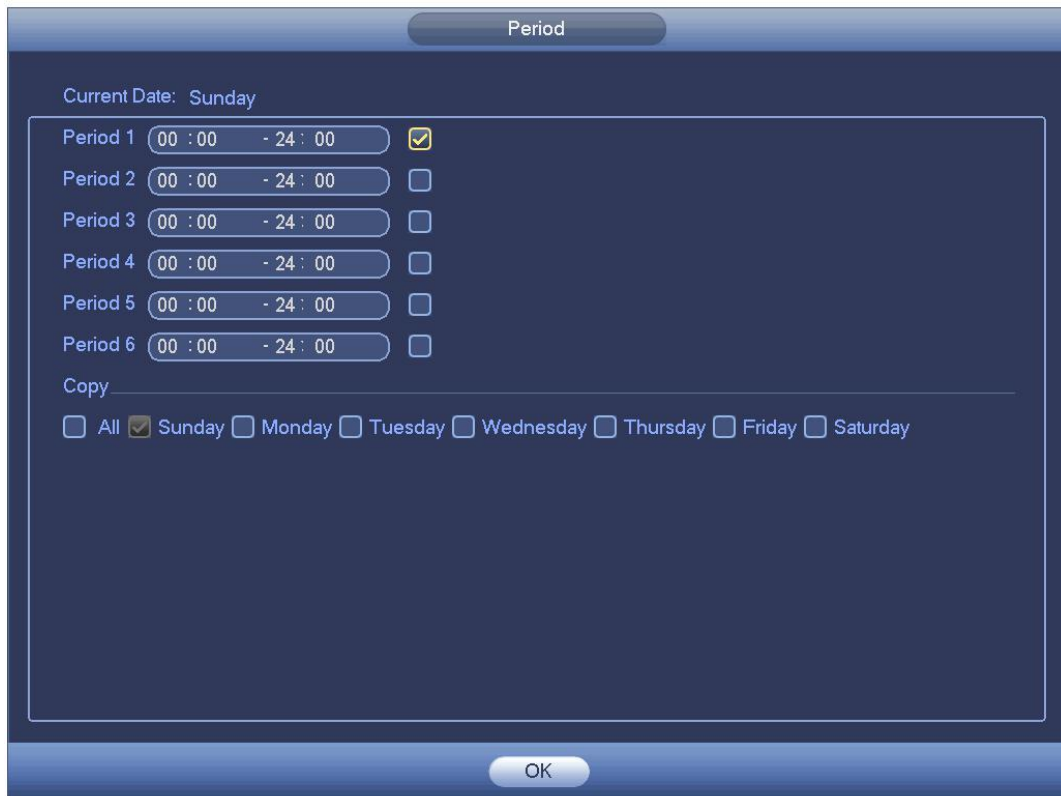 Period
Current Date: Sunday
Period 1 00 :00 - 24 : 00
Period 2 00 :00 - 24 : 00
Period 3 00 :00 - 24 : 00
Period 4 00 :00 - 24 : 00
Period 5 00 :00 - 24 : 00
Period 6 00 :00 - 24 : 00
Copy
All Sunday Monday Tuesday Wednesday Thursday Friday Saturday
OK